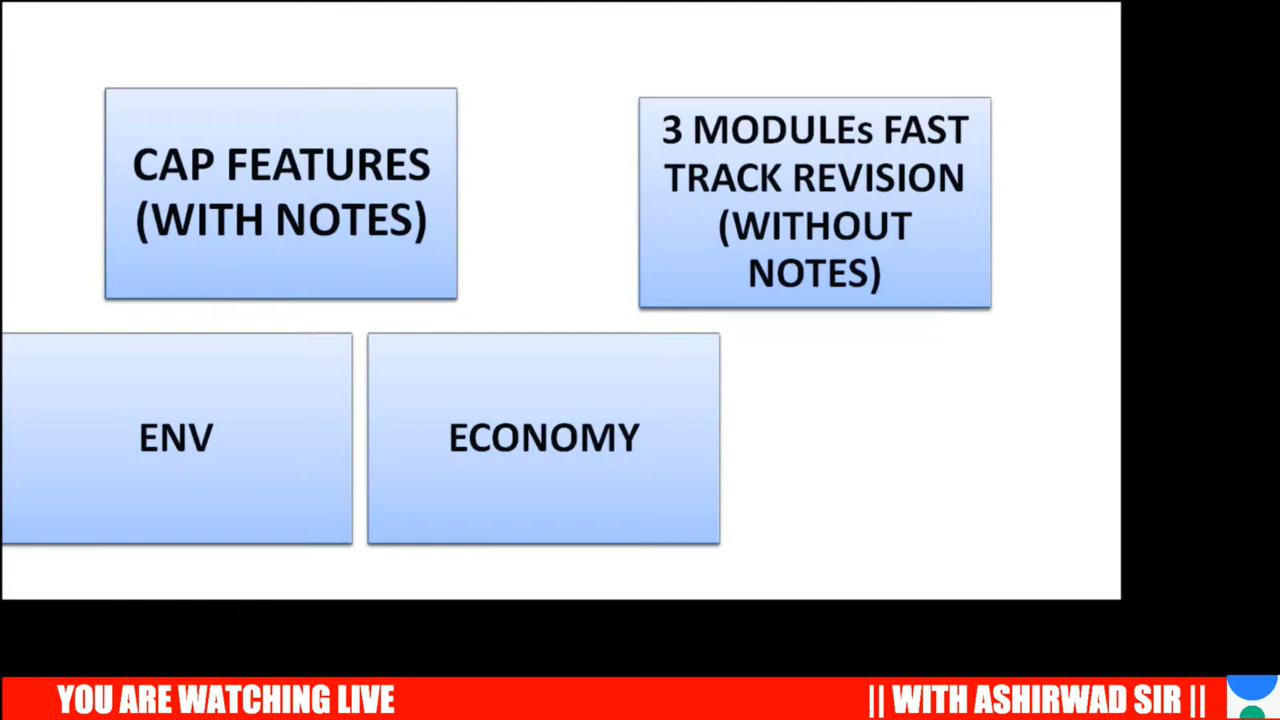 CAP FEATURES
(WITH NOTES)
3 MODULEs FAST
TRACK REVISION
(WITHOUT
NOTES)
ENV
ECONOMY
YOU ARE WATCHING LIVE
|| WITH ASHIRWAD SIR ||